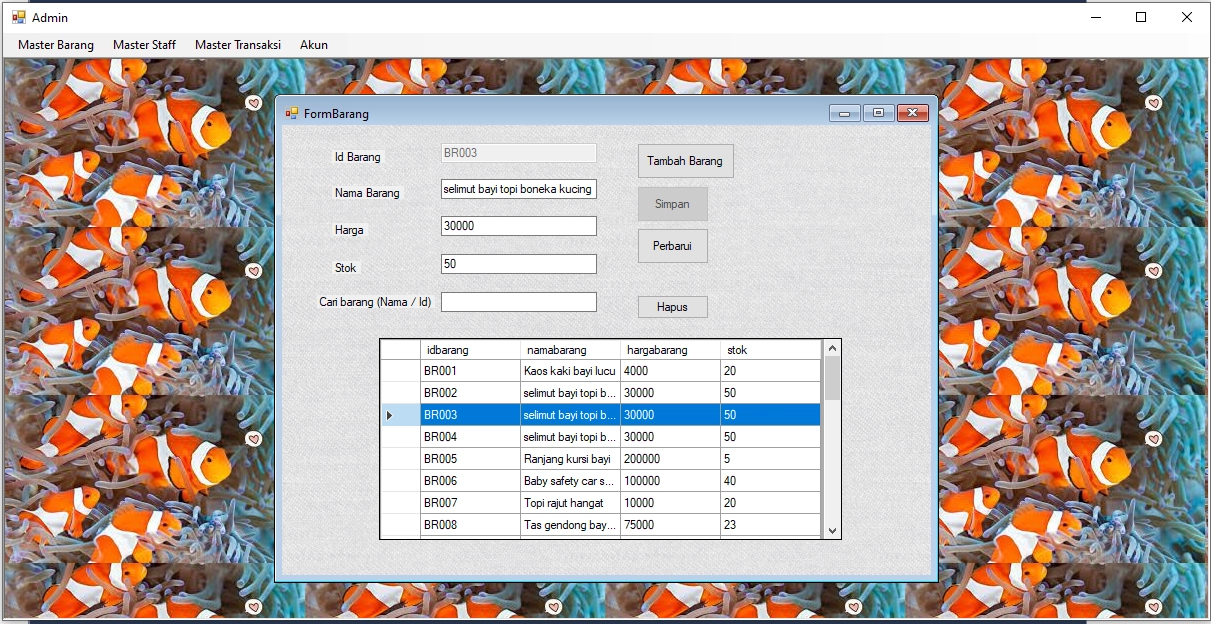 Admin
Master Barang Master Staff Master Transaksi Akun
FormBarang
Id Barang BR003 Tambah Barang
Nama Barang selimut bayi topi boneka kucing Simpan
Harga 30000 Perbarui
Stok 50
Cari barang (Nama / Id) Hapus
idbarang namabarang hargabarang stok
BR001 Kaos kaki bayi lucu 4000 20
BR002 selimut bayi topi b... 30000 50
BR003 selimut bayi topi b... 30000 50
BR004 selimut bayi topi b... 30000 50
BR005 Ranjang kursi bayi 200000 5
BR006 Baby safety car s... 100000 40
BR007 Topi rajut hangat 10000 20
BR008 Tas gendong bay... 75000 23